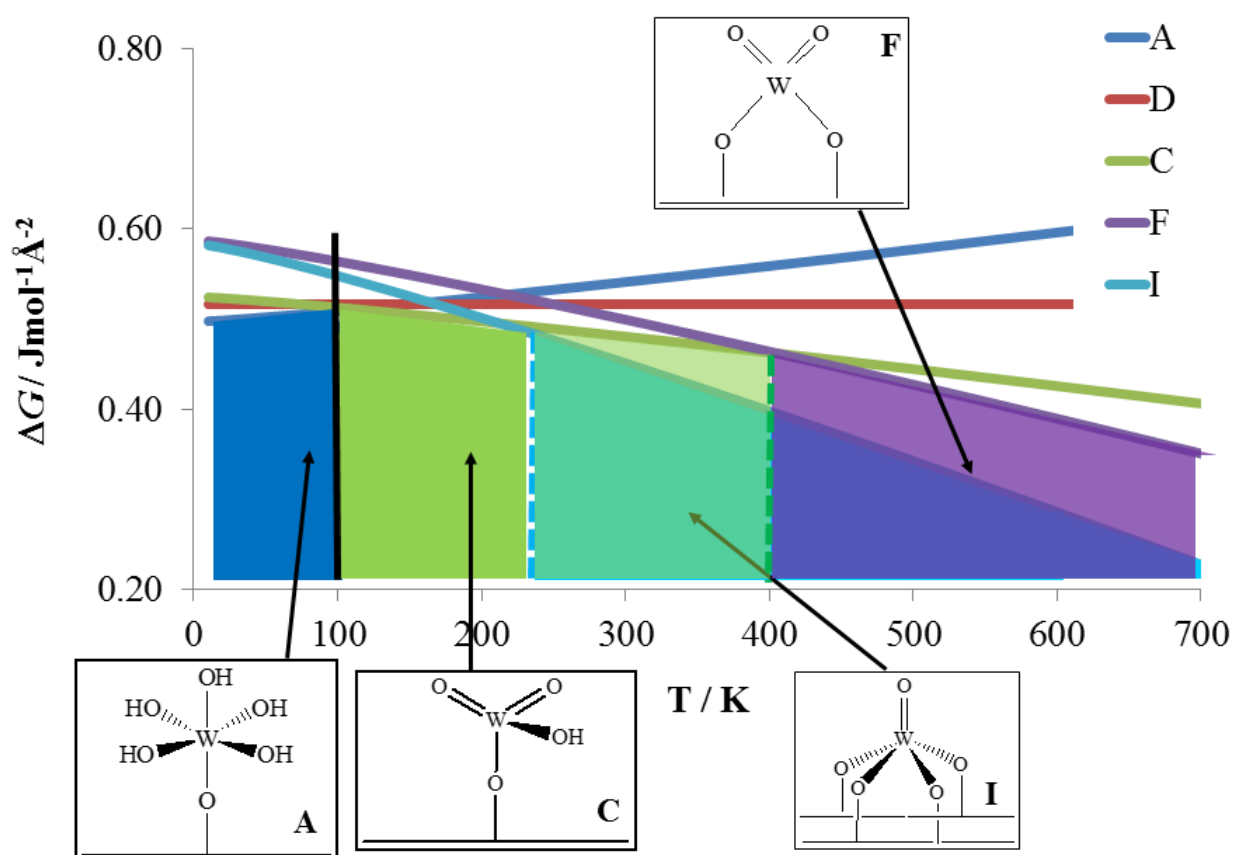 0.80
0.60
0.40
0.20
ΔG/ Jmol⁻¹Å⁻²
0 100 200 300 400 500 600 700
T / K
A
D
C
F
I
O O F
W
O O
OH
HO OH
W
HO OH
O
A
O O
W
OH
O
C
O
W
O O
O O
I